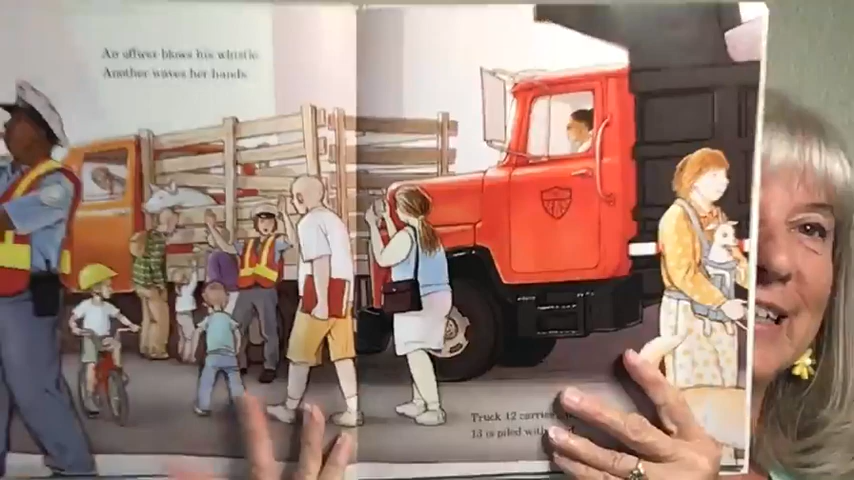 An officer blows his whistle.
Another waves her hands.
Truck 12 carries
13 is piled with